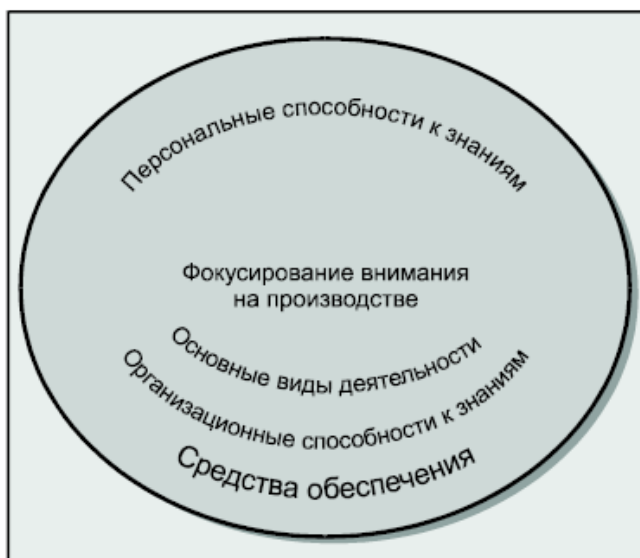 Персональные способности к знаниям
Фокусирование внимания
на производстве
Основные виды деятельности
Организационные способности к знаниям
Средства обеспечения